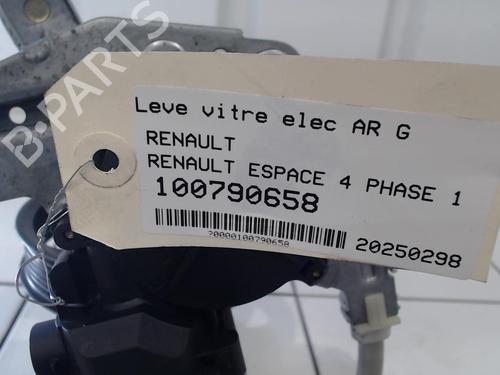 B-PARTS
Leve vitre elec AR G
RENAULT
RENAULT ESPACE 4 PHASE 1
100790658
70000100790658
20250298